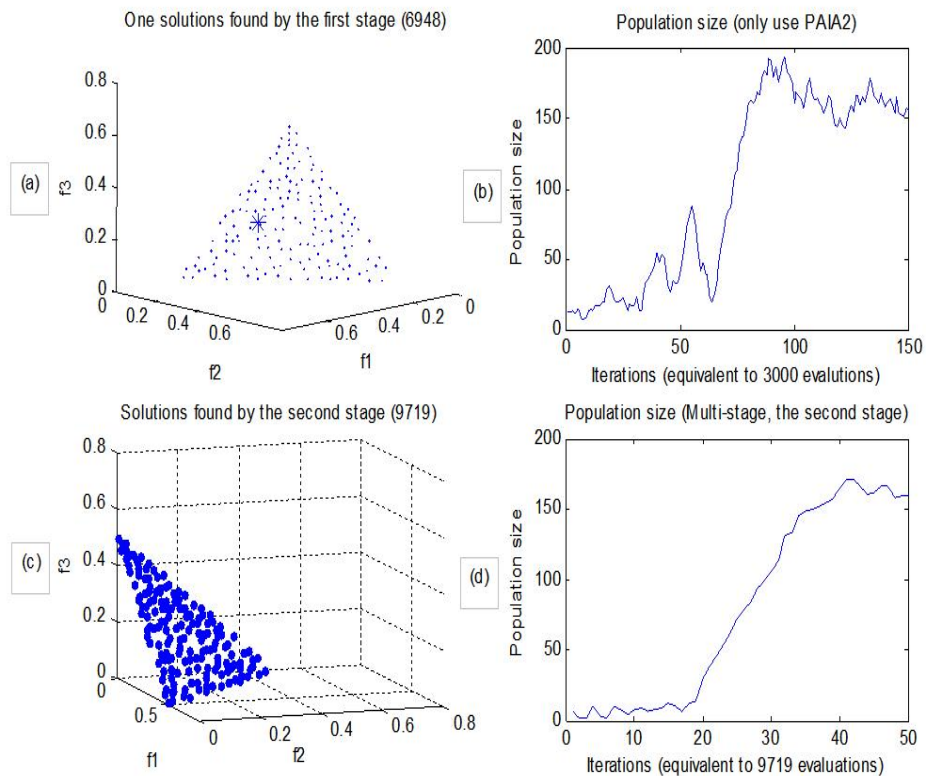 One solutions found by the first stage (6948)
0.8
0.6
0.4
0.2
0
f3
(a)
0
0.2
0.4
0.6
f2
0.6
0.4
0.2
0
f1
Population size (only use PAIA2)
200
150
100
50
0
Population size
(b)
0
50
100
150
Iterations (equivalent to 3000 evalutions)
Solutions found by the second stage (9719)
0.8
0.6
0.4
0.2
0
f3
(c)
0
0.5
f1
0
0.2
0.4
0.6
0.8
f2
Population size (Multi-stage, the second stage)
200
150
100
50
0
Population size
(d)
0
10
20
30
40
50
Iterations (equivalent to 9719 evaluations)